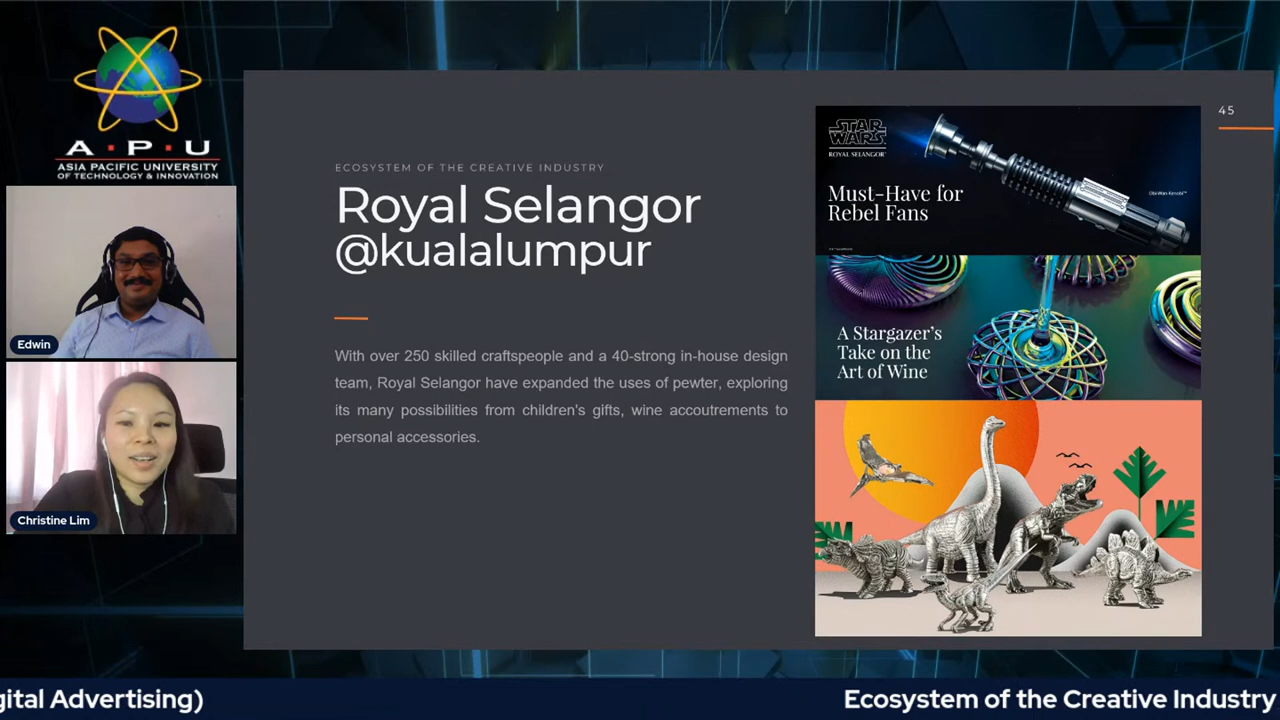 A·P·U
ASIA PACIFIC UNIVERSITY
OF TECHNOLOGY & INNOVATION
Edwin
Christine Lim
45
ECOSYSTEM OF THE CREATIVE INDUSTRY
Royal Selangor
@kualalumpur
With over 250 skilled craftspeople and a 40-strong in-house design
team, Royal Selangor have expanded the uses of pewter, exploring
its many possibilities from children's gifts, wine accoutrements to
personal accessories.
STAR
WARS
ROYAL SELANGOR
Must-Have for
Rebel Fans
Obi-Wan Kenobi™
A Stargazer's
Take on the
Art of Wine
gital Advertising)
Ecosystem of the Creative Industry